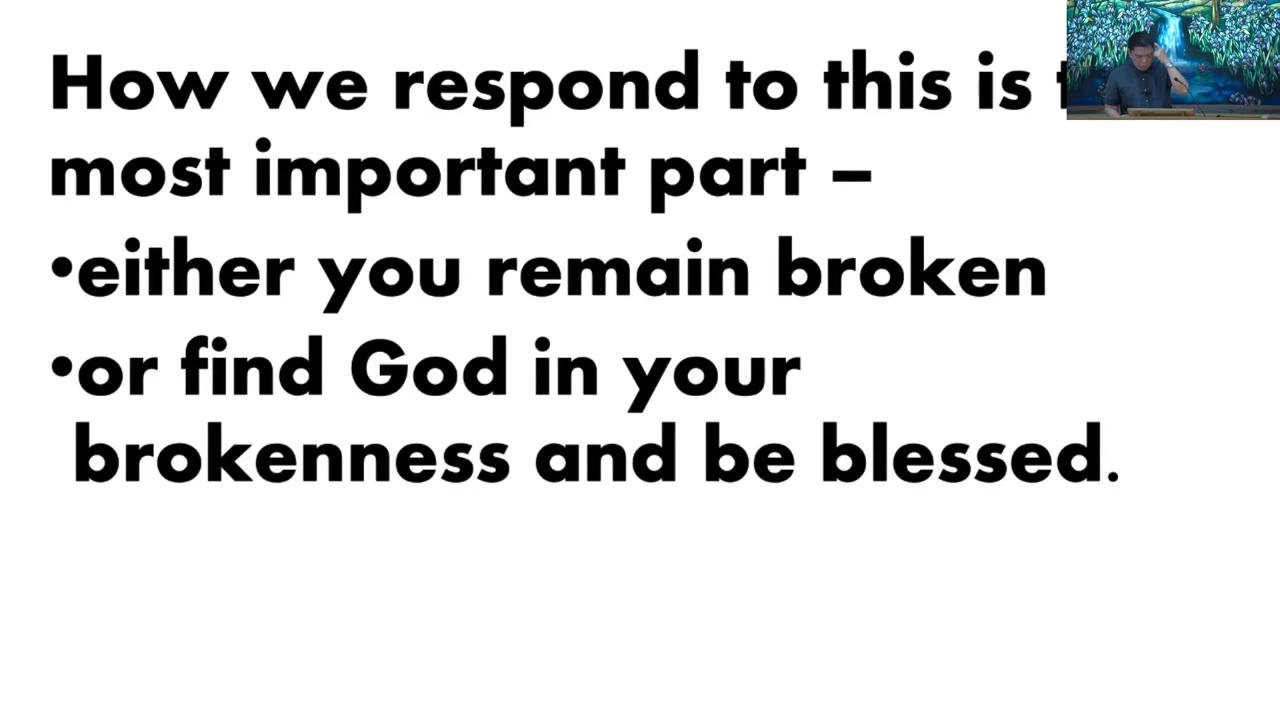 How we respond to this is
most important part –
•either you remain broken
•or find God in your
brokenness and be blessed.